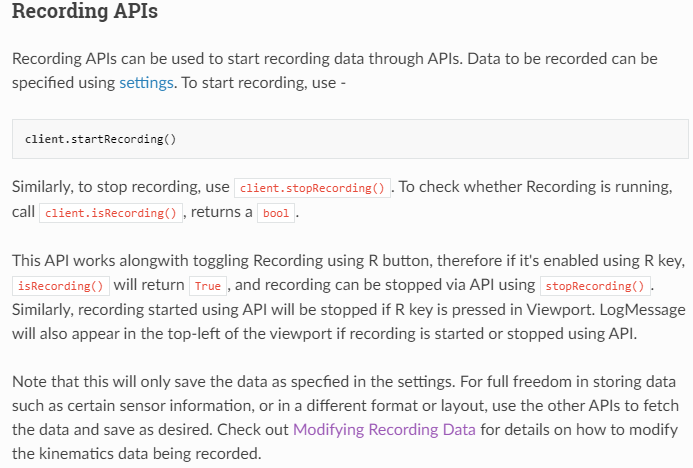 Recording APIs
Recording APIs can be used to start recording data through APIs. Data to be recorded can be
specified using settings. To start recording, use -
client.startRecording()
Similarly, to stop recording, use client.stopRecording() . To check whether Recording is running,
call client.isRecording() , returns a bool .
This API works alongwith toggling Recording using R button, therefore if it's enabled using R key,
isRecording() will return True , and recording can be stopped via API using stopRecording() .
Similarly, recording started using API will be stopped if R key is pressed in Viewport. LogMessage
will also appear in the top-left of the viewport if recording is started or stopped using API.
Note that this will only save the data as specfied in the settings. For full freedom in storing data
such as certain sensor information, or in a different format or layout, use the other APIs to fetch
the data and save as desired. Check out Modifying Recording Data for details on how to modify
the kinematics data being recorded.